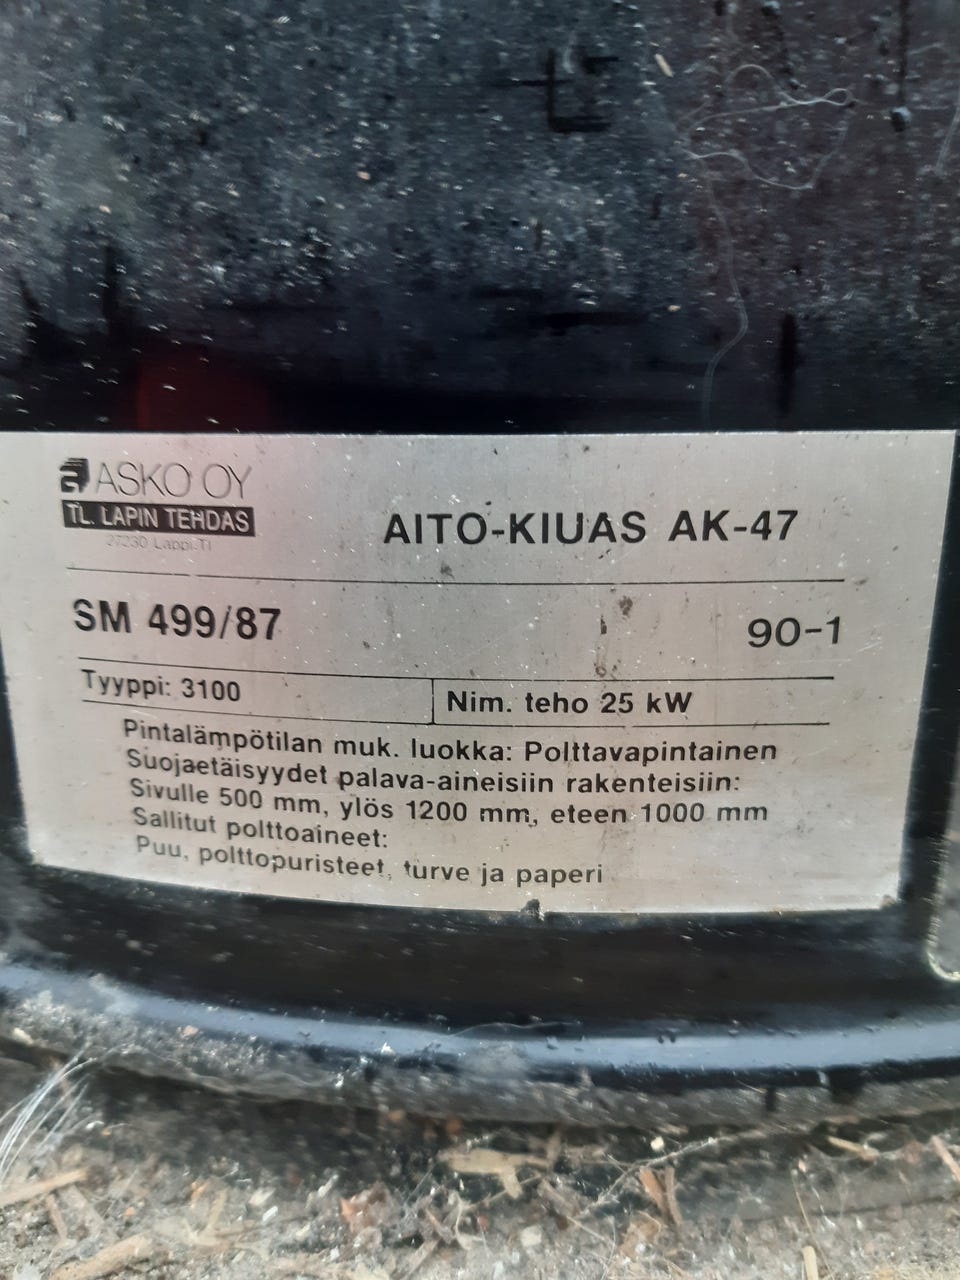 ASKO OY
TL. LAPIN TEHDAS
27230 Lappi.Tl
AITO-KIUAS AK-47
SM 499/87
90-1
Tyyppi: 3100
Nim. teho 25 kW
Pintalämpötilan muk. luokka: Polttavapintainen
Suojaetäisyydet palava-aineisiin rakenteisiin:
Sivulle 500 mm, ylös 1200 mm, eteen 1000 mm
Sallitut polttoaineet:
Puu, polttopuristeet, turve ja paperi